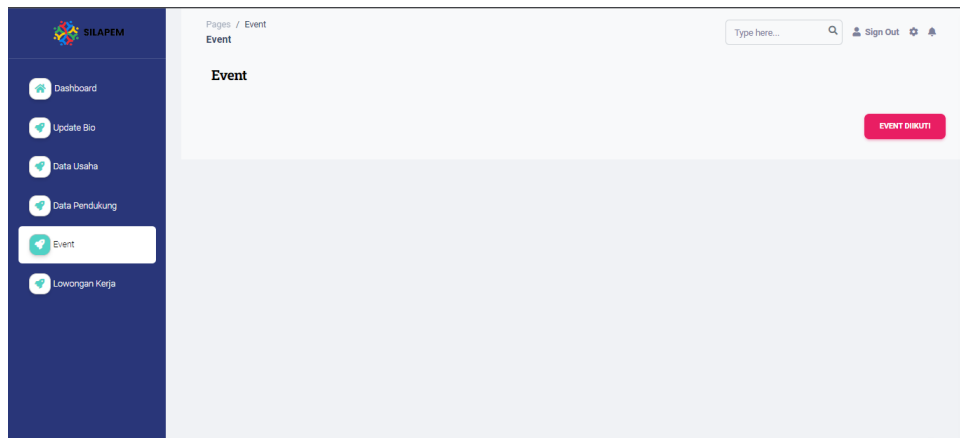 SILAPEM
Dashboard
Update Bio
Data Usaha
Data Pendukung
Event
Lowongan Kerja
Pages / Event
Event
Type here...
Sign Out
Event
EVENT DIIKUTI